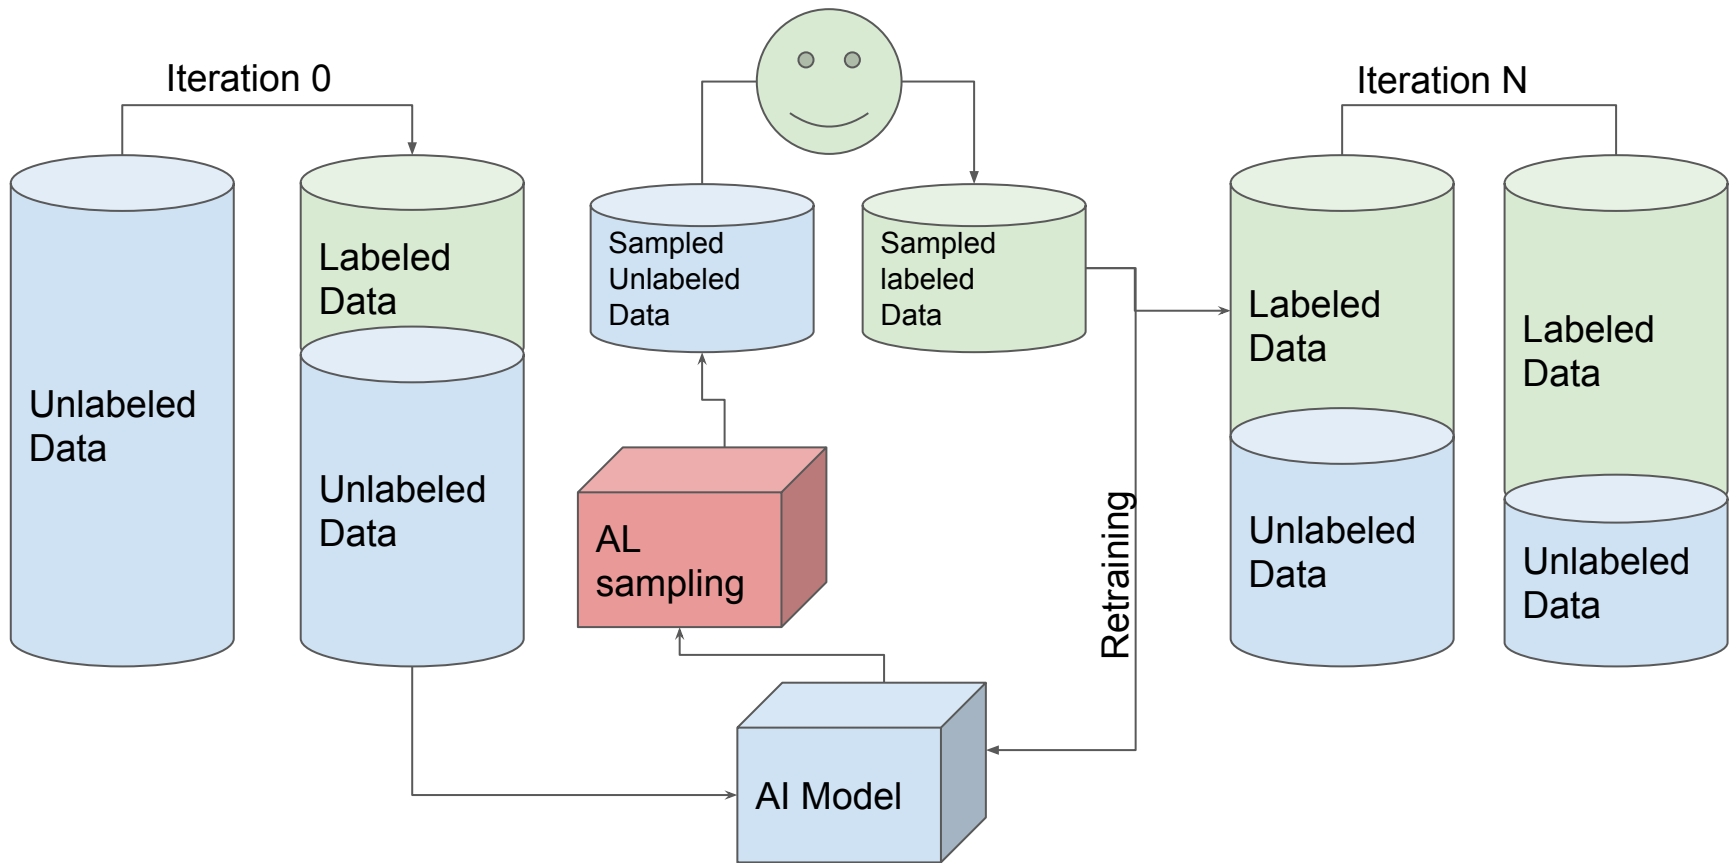 Iteration 0
Iteration N
Unlabeled
Data
Labeled
Data
Unlabeled
Data
Sampled
Unlabeled
Data
Sampled
labeled
Data
AL
sampling
AI Model
Retraining
Labeled
Data
Unlabeled
Data
Labeled
Data
Unlabeled
Data